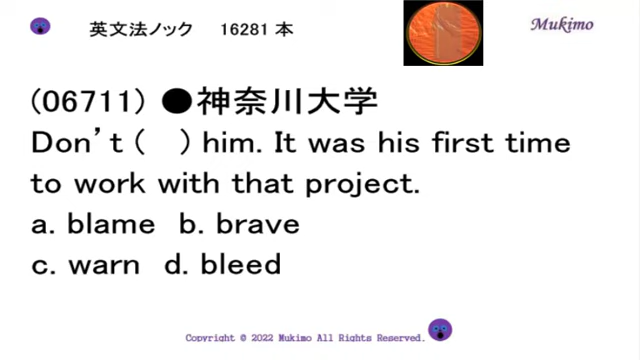 英文法ノック　16281 本
Mukimo
(06711) ●神奈川大学
Don't (　) him. It was his first time
to work with that project.
a. blame　b. brave
c. warn　d. bleed
Copyright © 2022 Mukimo All Rights Reserved.